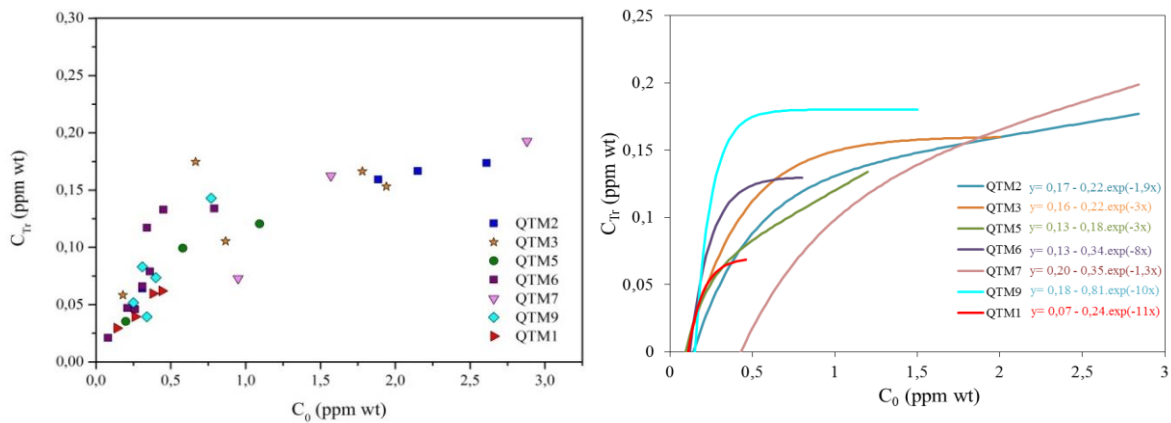 0,30
0,25
0,20
0,15
0,10
0,05
0,00
C_Tr (ppm wt)
QTM2
QTM3
QTM5
QTM6
QTM7
QTM9
QTM1
0,0 0,5 1,0 1,5 2,0 2,5 3,0
C_0 (ppm wt)
0,25
0,2
0,15
0,1
0,05
0
C_Tr (ppm wt)
QTM2 y= 0,17 - 0,22.exp(-1,9x)
QTM3 y= 0,16 - 0,22.exp(-3x)
QTM5 y= 0,13 - 0,18.exp(-3x)
QTM6 y= 0,13 - 0,34.exp(-8x)
QTM7 y= 0,20 - 0,35.exp(-1,3x)
QTM9 y= 0,18 - 0,81.exp(-10x)
QTM1 y= 0,07 - 0,24.exp(-11x)
0 0,5 1 1,5 2 2,5 3
C_0 (ppm wt)